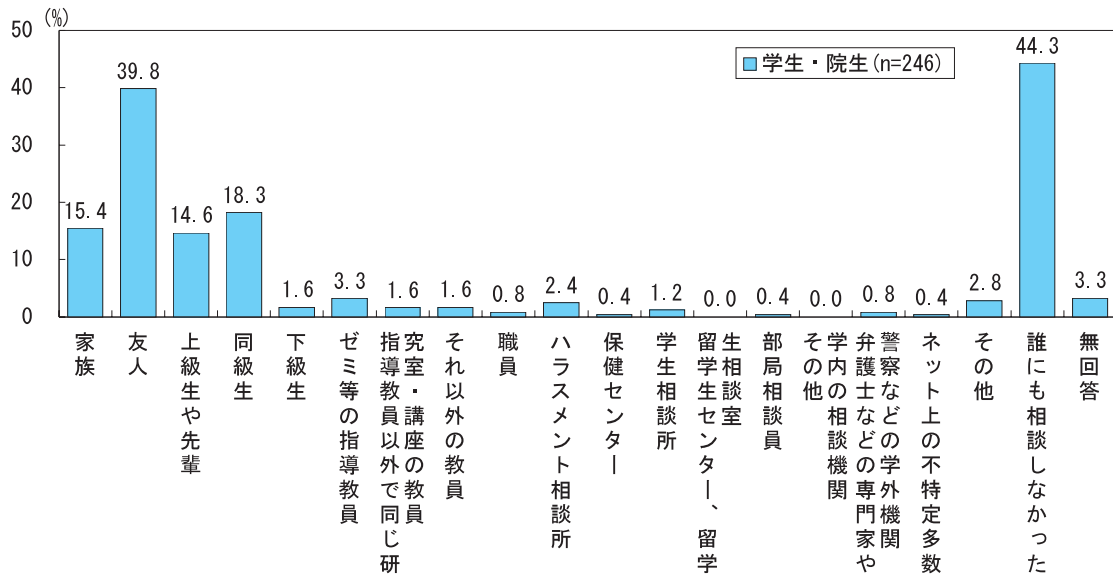 (%)
50
40
30
20
10
0
学生・院生(n=246)
15.4
39.8
14.6
18.3
1.6
3.3
1.6
1.6
0.8
2.4
0.4
1.2
0.0
0.4
0.0
0.8
0.4
2.8
44.3
3.3
家族
友人
上級生や先輩
同級生
下級生
ゼミ等の指導教員
指導教員以外で同じ研
究室・講座の教員
それ以外の教員
職員
ハラスメント相談所
保健センター
学生相談所
留学生センター、留学
生相談室
部局相談員
その他
学内の相談機関
弁護士などの専門家や
警察などの学外機関
ネット上の不特定多数
その他
誰にも相談しなかった
無回答